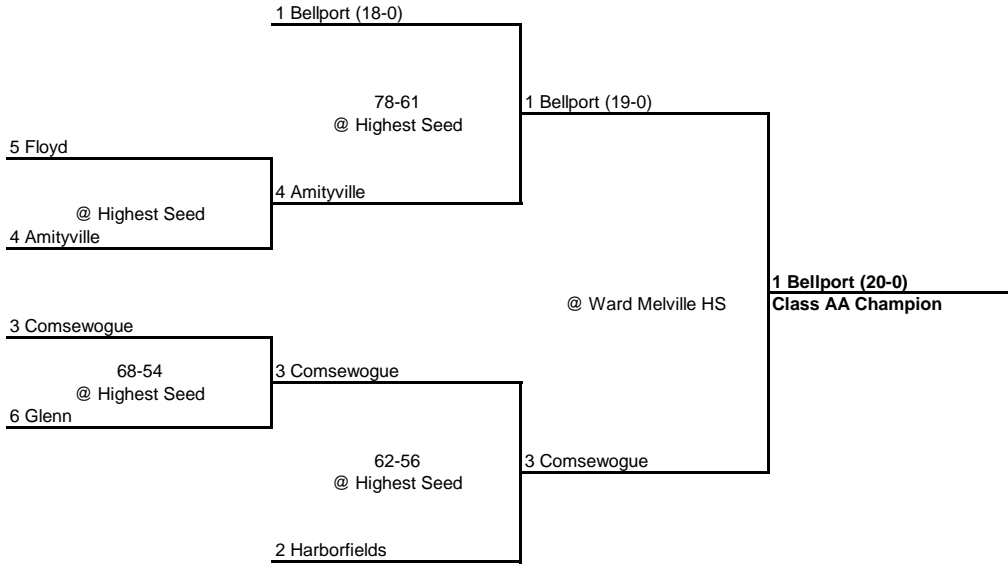 1 Bellport (18-0)
78-61
@ Highest Seed
1 Bellport (19-0)
5 Floyd
@ Highest Seed
4 Amityville
4 Amityville
1 Bellport (20-0)
Class AA Champion
@ Ward Melville HS
3 Comsewogue
68-54
@ Highest Seed
3 Comsewogue
6 Glenn
62-56
@ Highest Seed
3 Comsewogue
2 Harborfields